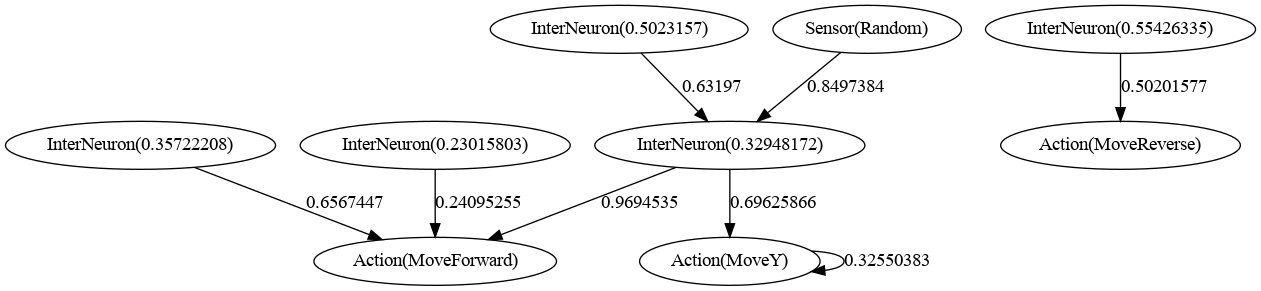 InterNeuron(0.5023157)
Sensor(Random)
InterNeuron(0.55426335)
0.63197
0.8497384
0.50201577
InterNeuron(0.35722208)
InterNeuron(0.23015803)
InterNeuron(0.32948172)
Action(MoveReverse)
0.6567447
0.24095255
0.9694535
0.69625866
Action(MoveForward)
Action(MoveY)
0.32550383